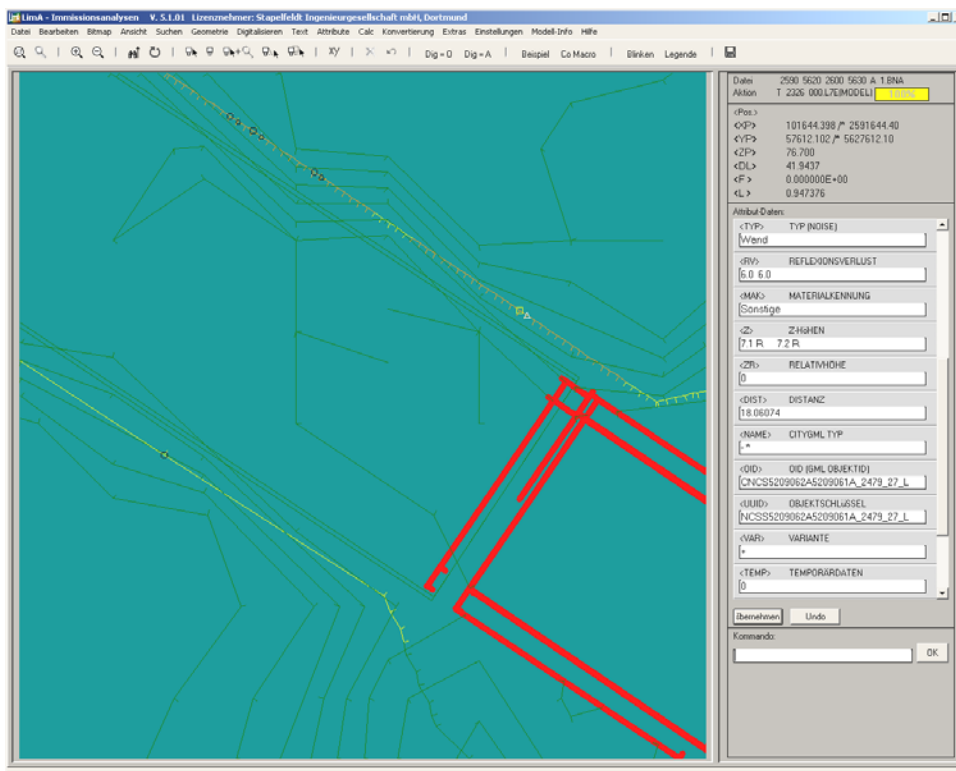 LimA - Immissionsanalysen V. 5.1.01 Lizenznehmer: Stapelfeldt Ingenieurgesellschaft mbH, Dortmund
Datei Bearbeiten Bitmap Ansicht Suchen Geometrie Digitalisieren Text Attribute Calc Konvertierung Extras Einstellungen Modell-Info Hilfe
XY Dig = O Dig = A Beispiel Co Macro Blinken Legende
Datei 2590 5620 2600 5630 A 1.BNA
Aktion T 2326 000.L7E(MODEL) 100%
<Pos.>
<XP> 101644.398 /* 2591644.40
<YP> 57612.102 /* 5627612.10
<ZP> 76.700
<DL> 41.9437
<F > 0.000000E+00
<L > 0.947376
Attribut-Daten:
<TYP> TYP (NOISE)
Wand
<RV> REFLEXIONSVERLUST
6.0 6.0
<MAK> MATERIALKENNUNG
Sonstige
<Z> Z-HöHEN
7.1 R 7.2 R
<ZR> RELATIVHÖHE
0
<DIST> DISTANZ
18.06074
<NAME> CITYGML TYP
- *
<OID> OID (GML OBJEKTID)
CNCS5209062A5209061A_2479_27_L
<UUID> OBJEKTSCHLüSSEL
NCSS5209062A5209061A_2479_27_L
<VAR> VARIANTE
*
<TEMP> TEMPORÄRDATEN
0
übernehmen Undo
Kommando:
OK